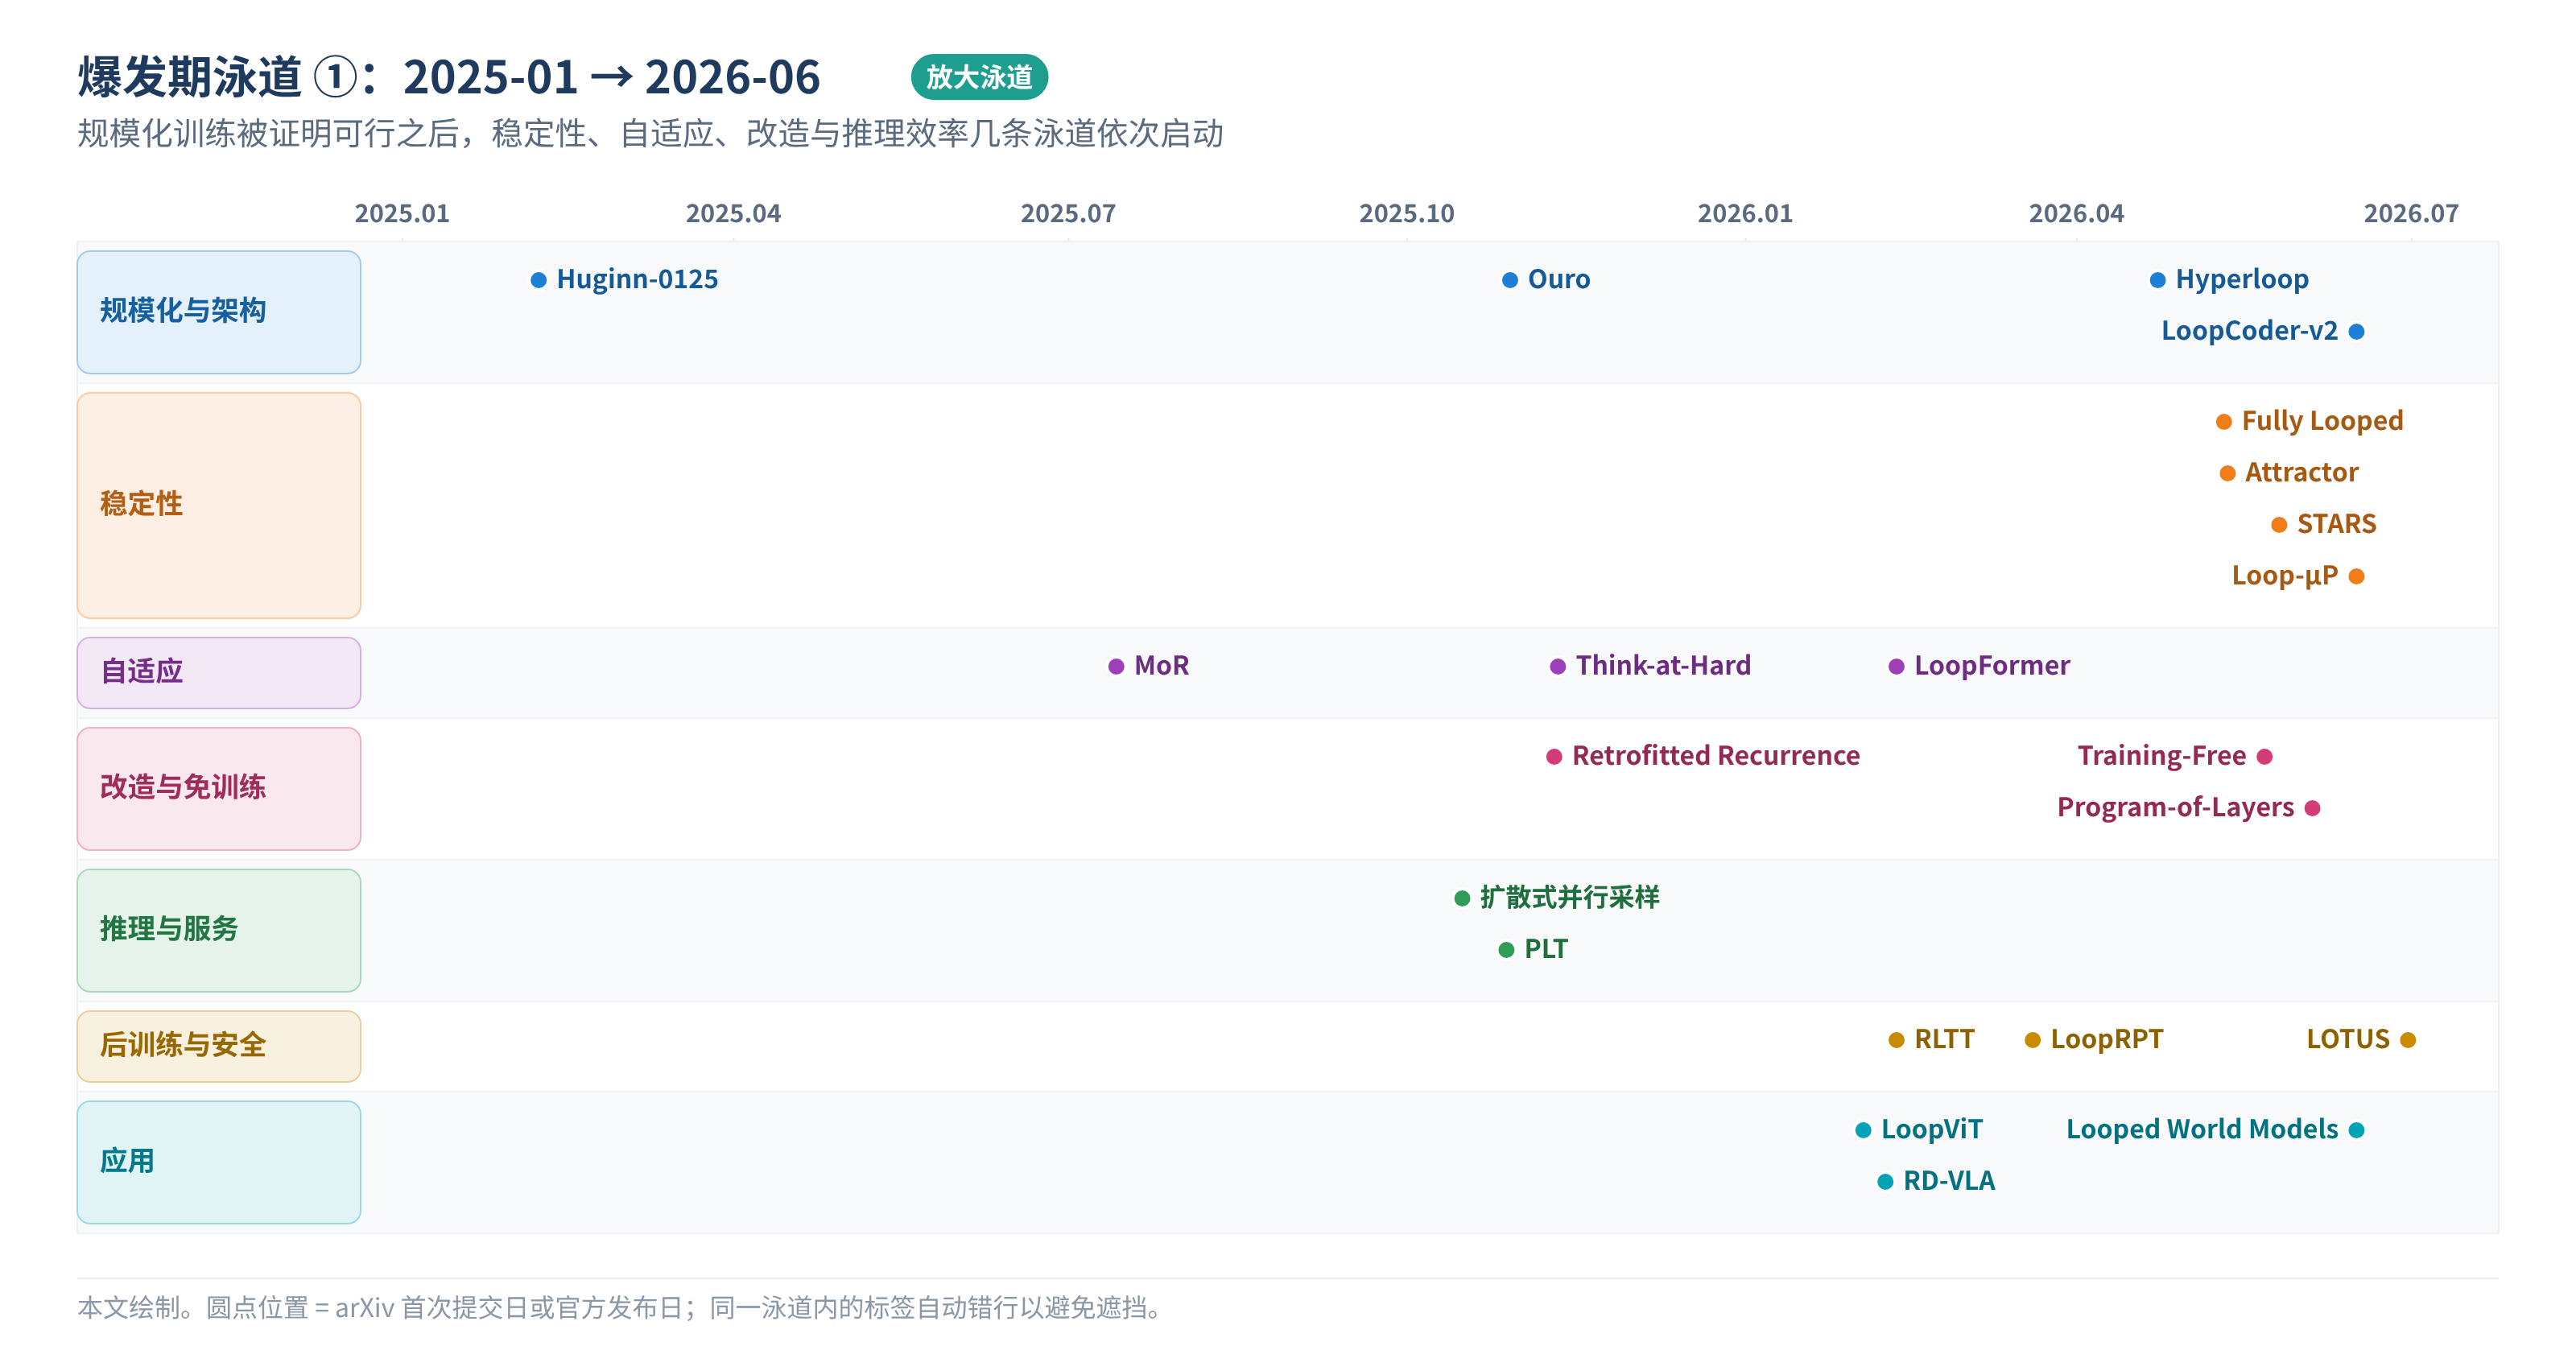 爆发期泳道 ①：2025-01 → 2026-06
放大泳道
规模化训练被证明可行之后，稳定性、自适应、改造与推理效率几条泳道依次启动
2025.01 2025.04 2025.07 2025.10 2026.01 2026.04 2026.07
规模化与架构
Huginn-0125
Ouro
Hyperloop
LoopCoder-v2
稳定性
Fully Looped
Attractor
STARS
Loop-μP
自适应
MoR
Think-at-Hard
LoopFormer
改造与免训练
Retrofitted Recurrence
Training-Free
Program-of-Layers
推理与服务
扩散式并行采样
PLT
后训练与安全
RLTT
LoopRPT
LOTUS
应用
LoopViT
Looped World Models
RD-VLA
本文绘制。圆点位置 = arXiv 首次提交日或官方发布日；同一泳道内的标签自动错行以避免遮挡。